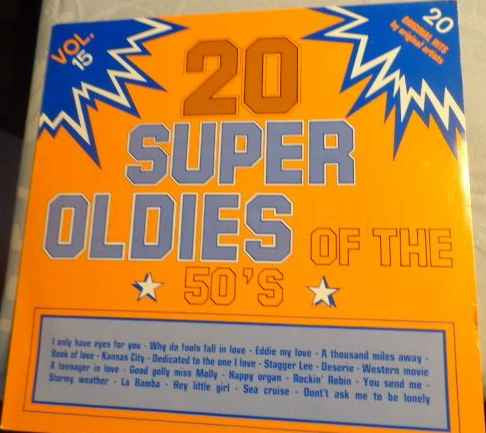 VOL. 15
20 ORIGINAL HITS
by original artists
20
SUPER
OLDIES OF THE
50'S
I only have eyes for you - Why do fools fall in love - Eddie my love - A thousand miles away -
Book of love - Kansas City - Dedicated to the one I love - Stagger Lee - Deserie - Western movie
A teenager in love - Good golly miss Molly - Happy organ - Rockin' Robin - You send me -
Stormy weather - La Bamba - Hey little girl - Sea cruise - Dont't ask me to be lonely